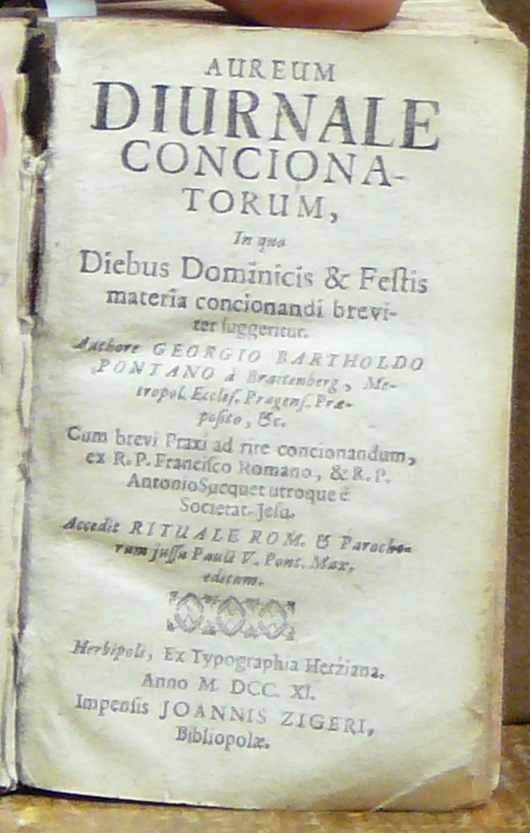 AUREUM
DIURNALE
CONCIONA-
TORUM,
In quo
Diebus Dominicis & Feſtis
materia concionandi brevi-
ter ſuggeritur.
Authore GEORGIO BARTHOLDO
PONTANO à Braitenberg, Me-
tropol. Eccleſ. Pragenſ. Præ-
poſito, &c.
Cum brevi Praxi ad rite concionandum,
ex R. P. Franciſco Romano, & R. P.
Antonio Sucquet utroque è
Societat. Jeſu.
Accedit RITUALE ROM. & Parocho-
rum juſſu Pauli V. Pont. Max.
editum.
Herbipoli, Ex Typographia Hertziana.
Anno M. DCC. XI.
Impenſis JOANNIS ZIGERI,
Bibliopolæ.